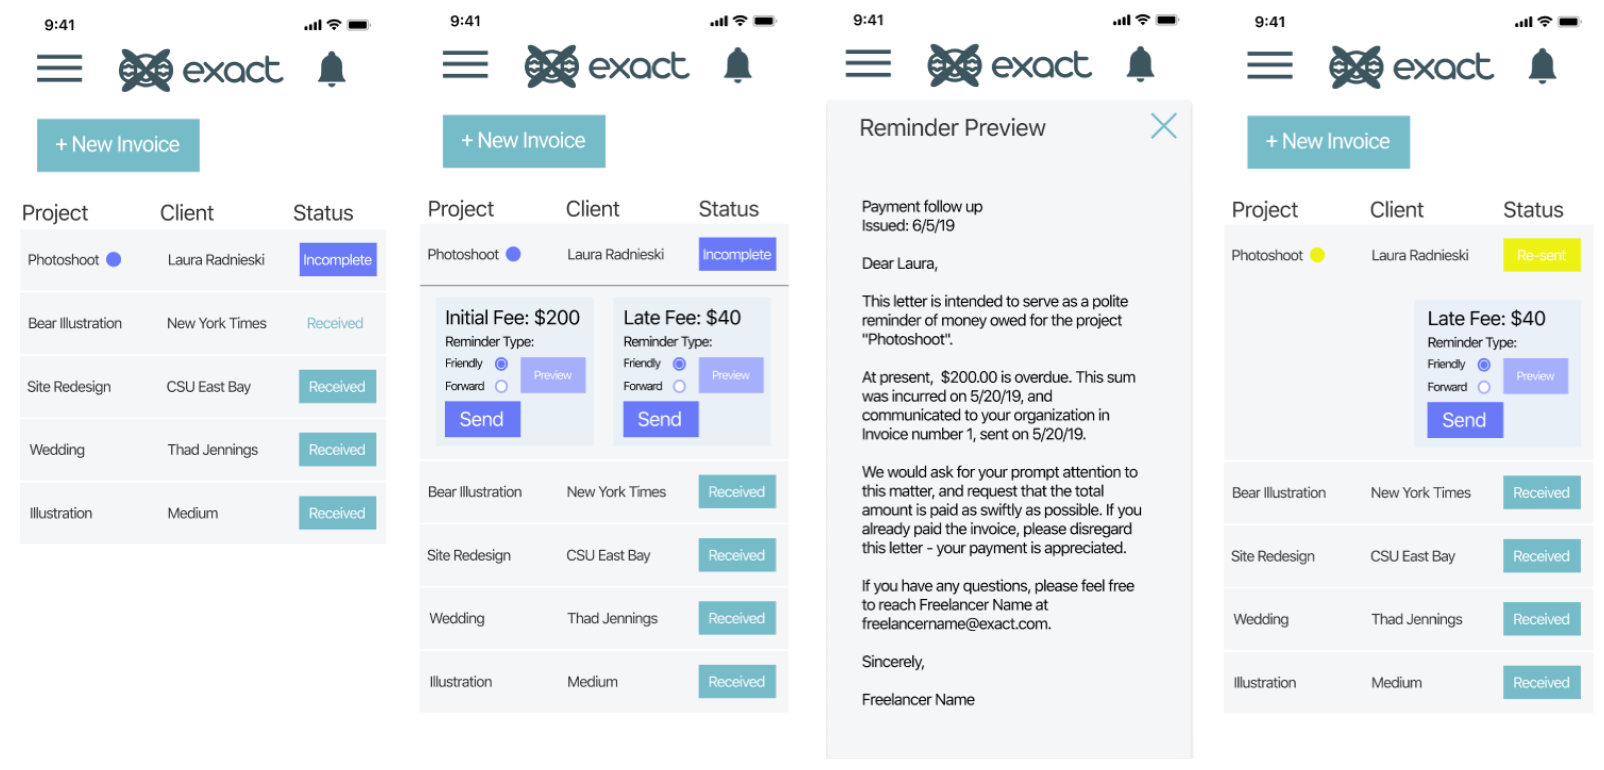 9:41
exact
+ New Invoice
Project Client Status
Photoshoot Laura Radnieski Incomplete
Bear Illustration New York Times Received
Site Redesign CSU East Bay Received
Wedding Thad Jennings Received
Illustration Medium Received
9:41
exact
+ New Invoice
Project Client Status
Photoshoot Laura Radnieski Incomplete
Initial Fee: $200
Reminder Type:
Friendly
Forward
Preview
Send
Late Fee: $40
Reminder Type:
Friendly
Forward
Preview
Send
Bear Illustration New York Times Received
Site Redesign CSU East Bay Received
Wedding Thad Jennings Received
Illustration Medium Received
9:41
exact
Reminder Preview
Payment follow up
Issued: 6/5/19
Dear Laura,
This letter is intended to serve as a polite
reminder of money owed for the project
"Photoshoot".
At present, $200.00 is overdue. This sum
was incurred on 5/20/19, and
communicated to your organization in
Invoice number 1, sent on 5/20/19.
We would ask for your prompt attention to
this matter, and request that the total
amount is paid as swiftly as possible. If you
already paid the invoice, please disregard
this letter - your payment is appreciated.
If you have any questions, please feel free
to reach Freelancer Name at
freelancername@exact.com.
Sincerely,
Freelancer Name
9:41
exact
+ New Invoice
Project Client Status
Photoshoot Laura Radnieski Re-sent
Late Fee: $40
Reminder Type:
Friendly
Forward
Preview
Send
Bear Illustration New York Times Received
Site Redesign CSU East Bay Received
Wedding Thad Jennings Received
Illustration Medium Received